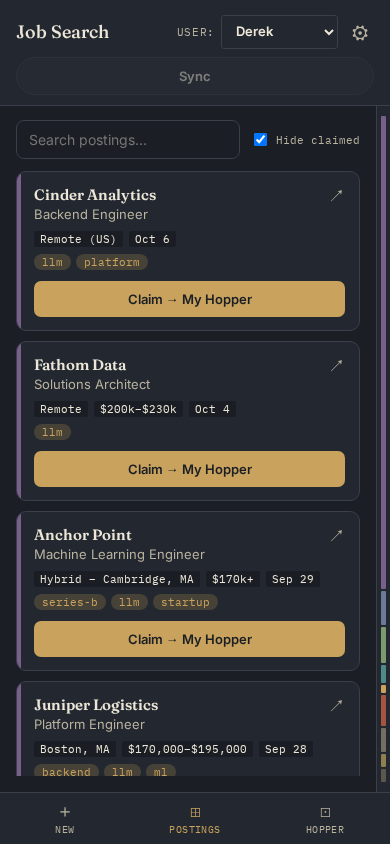 Job Search
USER: Derek
Sync
Search postings…
Hide claimed
Cinder Analytics
Backend Engineer
Remote (US) Oct 6
llm platform
Claim → My Hopper
Fathom Data
Solutions Architect
Remote $200k–$230k Oct 4
llm
Claim → My Hopper
Anchor Point
Machine Learning Engineer
Hybrid – Cambridge, MA $170k+ Sep 29
series-b llm startup
Claim → My Hopper
Juniper Logistics
Platform Engineer
Boston, MA $170,000–$195,000 Sep 28
backend llm ml
NEW POSTINGS HOPPER